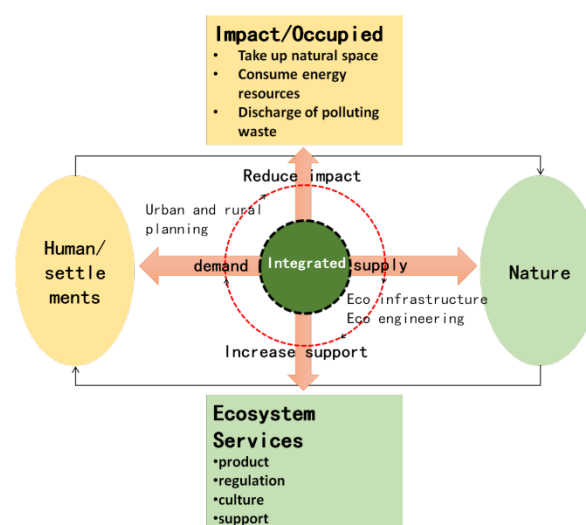 Impact/Occupied
• Take up natural space
• Consume energy
resources
• Discharge of polluting
waste
Reduce impact
Urban and rural
planning
Human/
settle
ments
demand
Integrated
supply
Nature
Eco infrastructure
Eco engineering
Increase support
Ecosystem
Services
•product
•regulation
•culture
•support